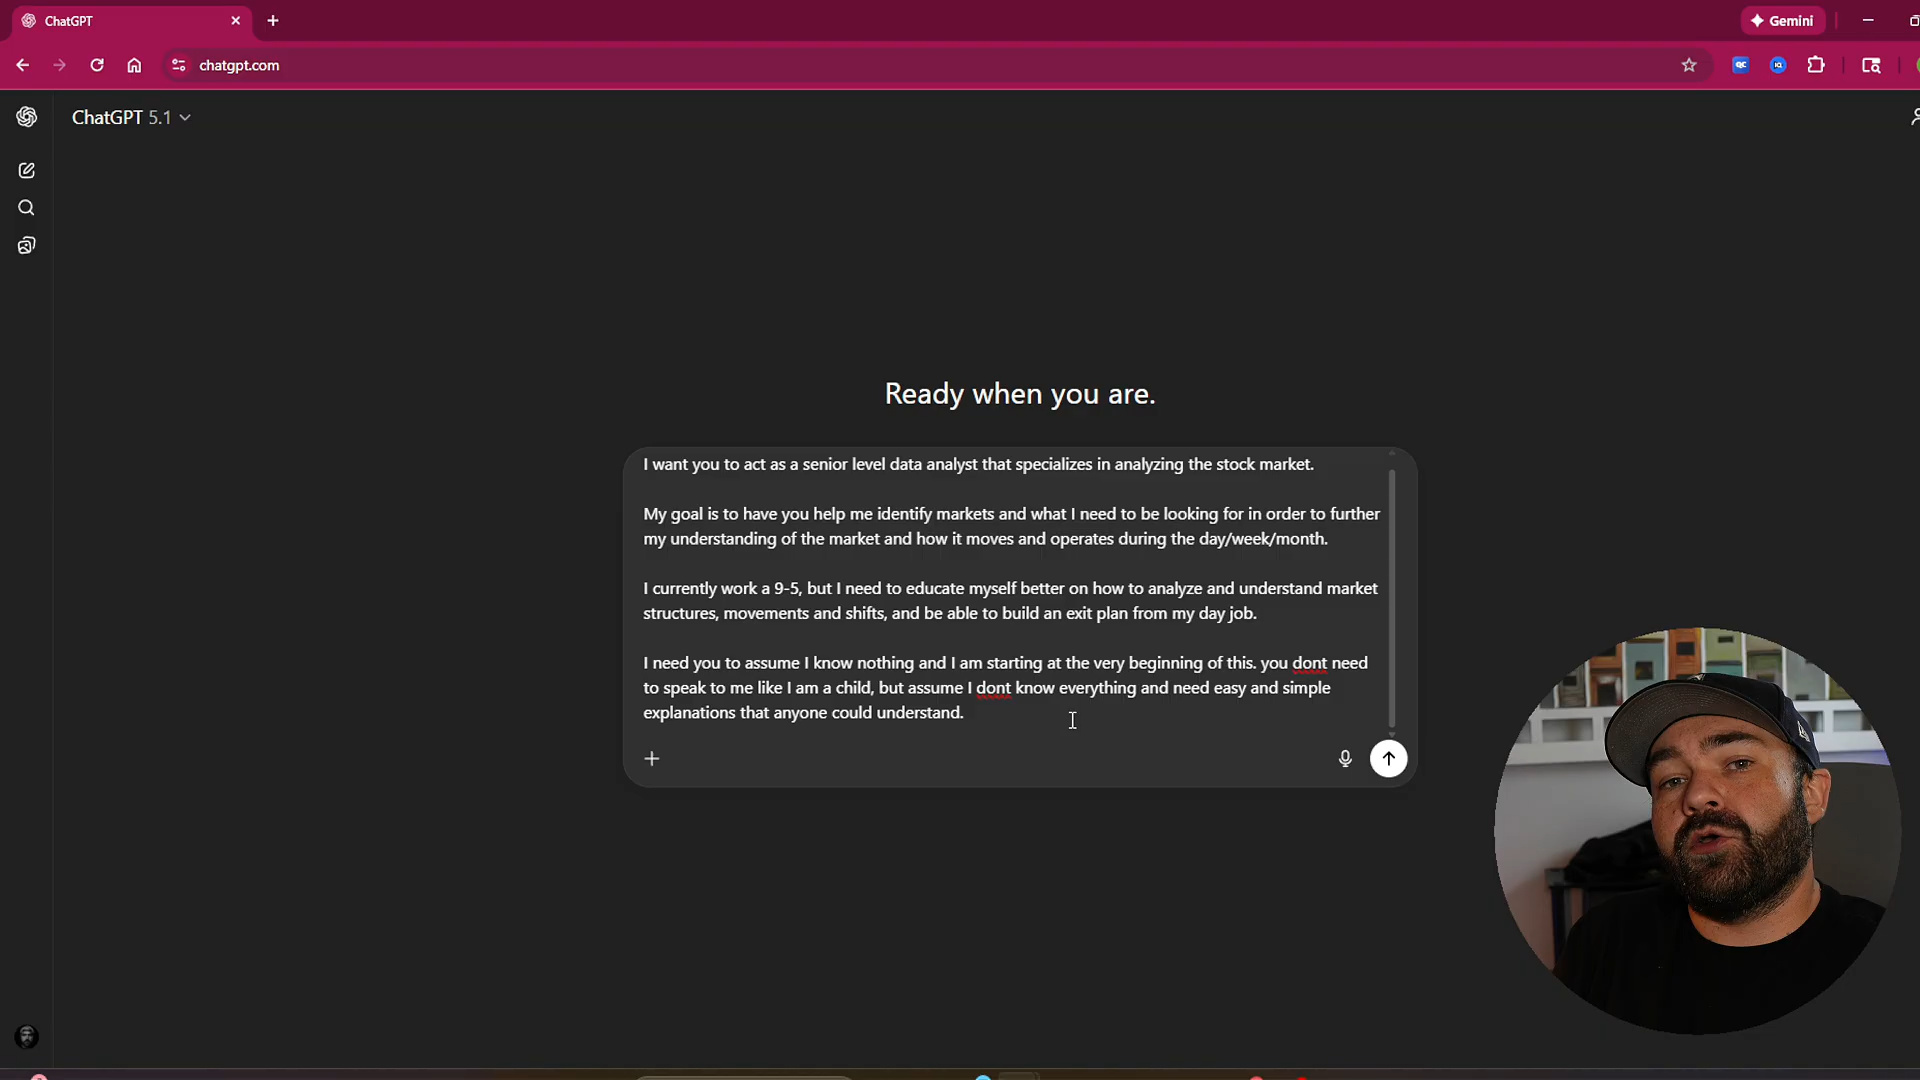 ChatGPT
Gemini
chatgpt.com
ChatGPT 5.1
Ready when you are.
I want you to act as a senior level data analyst that specializes in analyzing the stock market.
My goal is to have you help me identify markets and what I need to be looking for in order to further
my understanding of the market and how it moves and operates during the day/week/month.
I currently work a 9-5, but I need to educate myself better on how to analyze and understand market
structures, movements and shifts, and be able to build an exit plan from my day job.
I need you to assume I know nothing and I am starting at the very beginning of this. you dont need
to speak to me like I am a child, but assume I dont know everything and need easy and simple
explanations that anyone could understand.